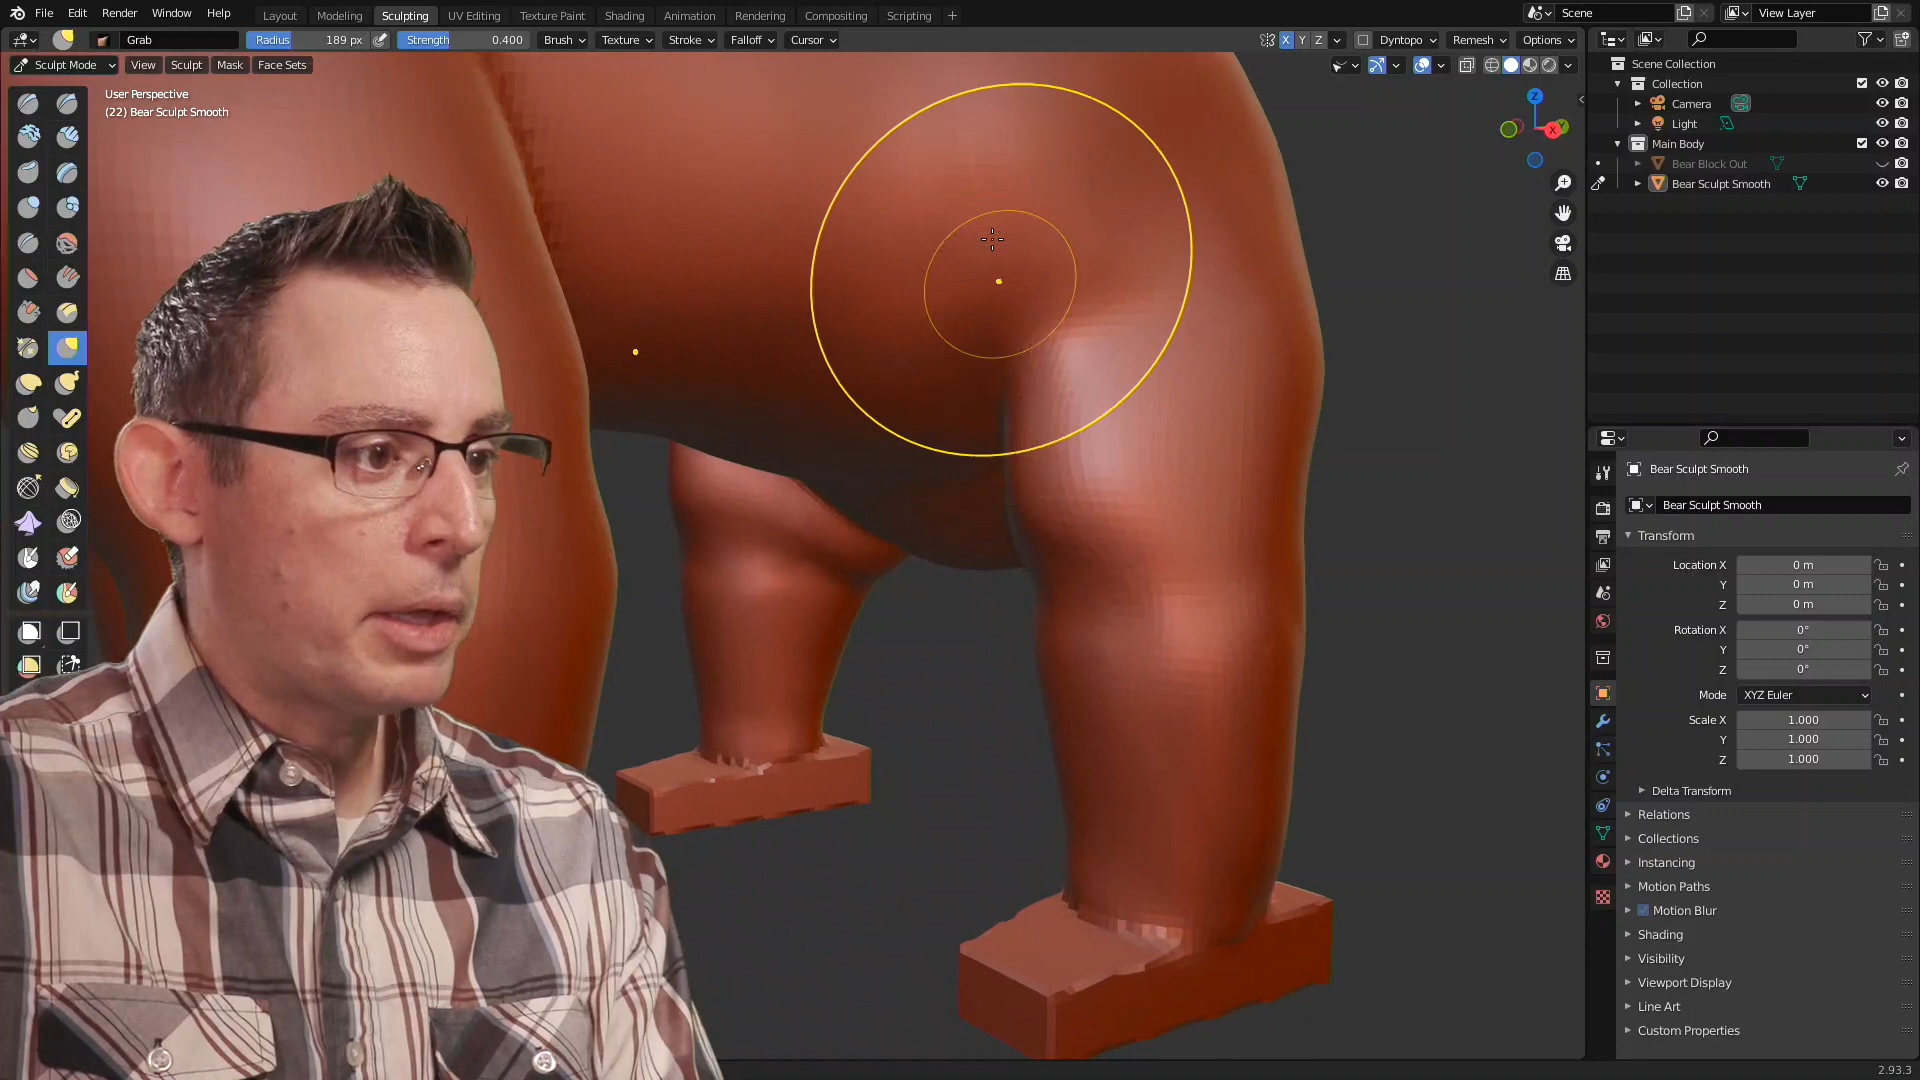 File Edit Render Window Help
Layout Modeling Sculpting UV Editing Texture Paint Shading Animation Rendering Compositing Scripting +
Scene View Layer
Grab Radius 189 px Strength 0.400 Brush Texture Stroke Falloff Cursor X Y Z Dyntopo Remesh Options
Sculpt Mode View Sculpt Mask Face Sets
User Perspective
(22) Bear Sculpt Smooth
Z
X
Y
Scene Collection
Collection
Camera
Light
Main Body
Bear Block Out
Bear Sculpt Smooth
Bear Sculpt Smooth
Bear Sculpt Smooth
Transform
Location X 0 m
Y 0 m
Z 0 m
Rotation X 0°
Y 0°
Z 0°
Mode XYZ Euler
Scale X 1.000
Y 1.000
Z 1.000
Delta Transform
Relations
Collections
Instancing
Motion Paths
Motion Blur
Shading
Visibility
Viewport Display
Line Art
Custom Properties
2.93.3